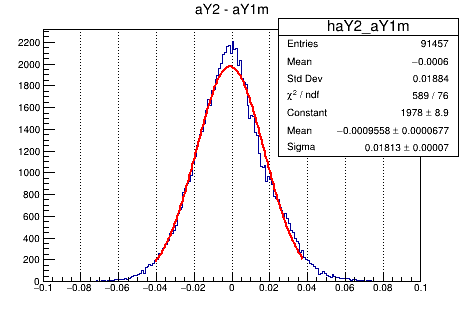 aY2 - aY1m
haY2_aY1m
Entries 91457
Mean −0.0006
Std Dev 0.01884
χ² / ndf 589 / 76
Constant 1978 ± 8.9
Mean −0.0009558 ± 0.0000677
Sigma 0.01813 ± 0.00007
2200
2000
1800
1600
1400
1200
1000
800
600
400
200
0
−0.1 −0.08 −0.06 −0.04 −0.02 0 0.02 0.04 0.06 0.08 0.1